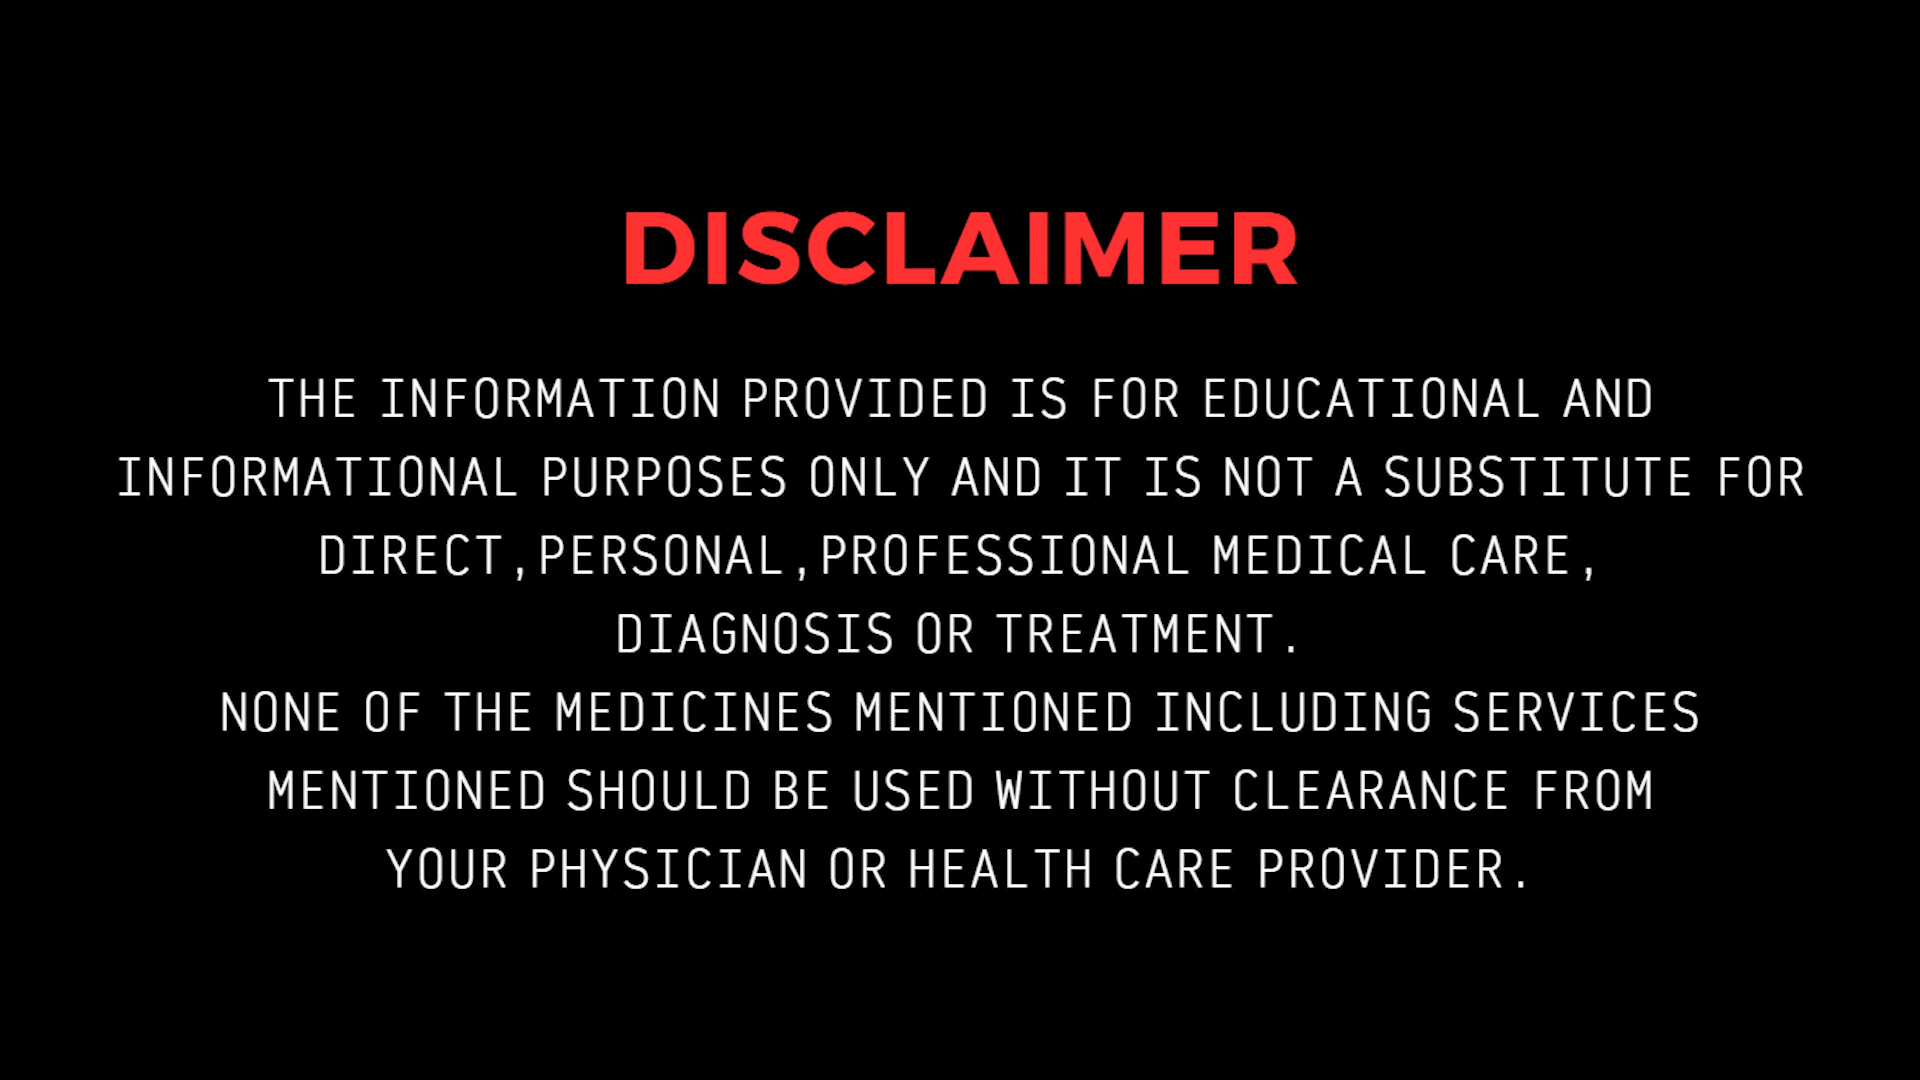 DISCLAIMER
THE INFORMATION PROVIDED IS FOR EDUCATIONAL AND
INFORMATIONAL PURPOSES ONLY AND IT IS NOT A SUBSTITUTE FOR
DIRECT,PERSONAL,PROFESSIONAL MEDICAL CARE,
DIAGNOSIS OR TREATMENT.
NONE OF THE MEDICINES MENTIONED INCLUDING SERVICES
MENTIONED SHOULD BE USED WITHOUT CLEARANCE FROM
YOUR PHYSICIAN OR HEALTH CARE PROVIDER.